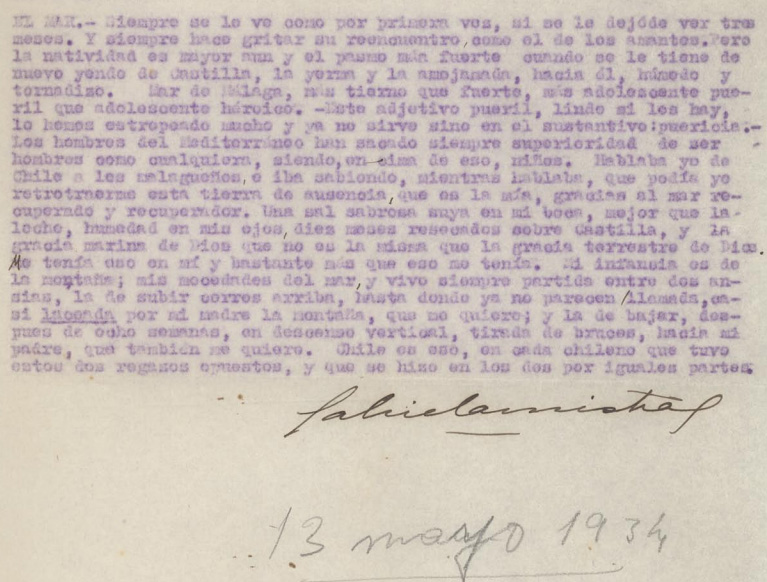 EL MAR.- Siempre se le ve como por primera vez, si se le dejóde ver tres
meses. Y siempre hace gritar su reencuentro,como el de los amantes.Pero
la natividad es mayor aun y el pasmo más fuerte cuando se le tiene de
nuevo yendo de Castilla, la yerma y la amojamada, hacia él, húmedo y
tornadizo. Mar de Málaga, más tierno que fuerte, más adolescente pue-
ril que adolescente héroico. -Este adjetivo pueril, lindo si les hay,
lo hemos estropeado mucho y ya no sirve sino en el sustantivo:puericia.-
Los hombres del Mediterráneo han sacado siempre superioridad de ser
hombres como cualquiera, siendo,en cima de eso, niños. Hablaba yo de
Chile a los malagueños,e iba sabiendo, mientras hablaba, que podía yo
retrotraerme esta tierra de ausencia,que es la mía, gracias al mar re-
cuperado y recuperador. Una sal sabrosa suya en mi boca, mejor que la
leche, humedad en mis ojos,diez meses resecados sobre Castilla, y la
gracia marina de Dios que no es la misma que la gracia terrestre de Dios.
Me tenía eso en mí y bastante más que eso me tenía. Mi infancia es de
la montaña; mis mocedades del mar,y vivo siempre partida entre dos an-
sias, la de subir cerros arriba, hasta donde ya no parecen/llamada,ca-
si por mi madre la montaña, que me quiere; y la de bajar, des-
pues de ocho semanas, en descenso vertical, tirada de bruces, hacia mi
padre, que también me quiere. Chile es eso, en cada chileno que tuvo
estos dos regazos opuestos, y que se hizo en los dos por iguales partes.
Gabriela Mistral
13 mayo 1934